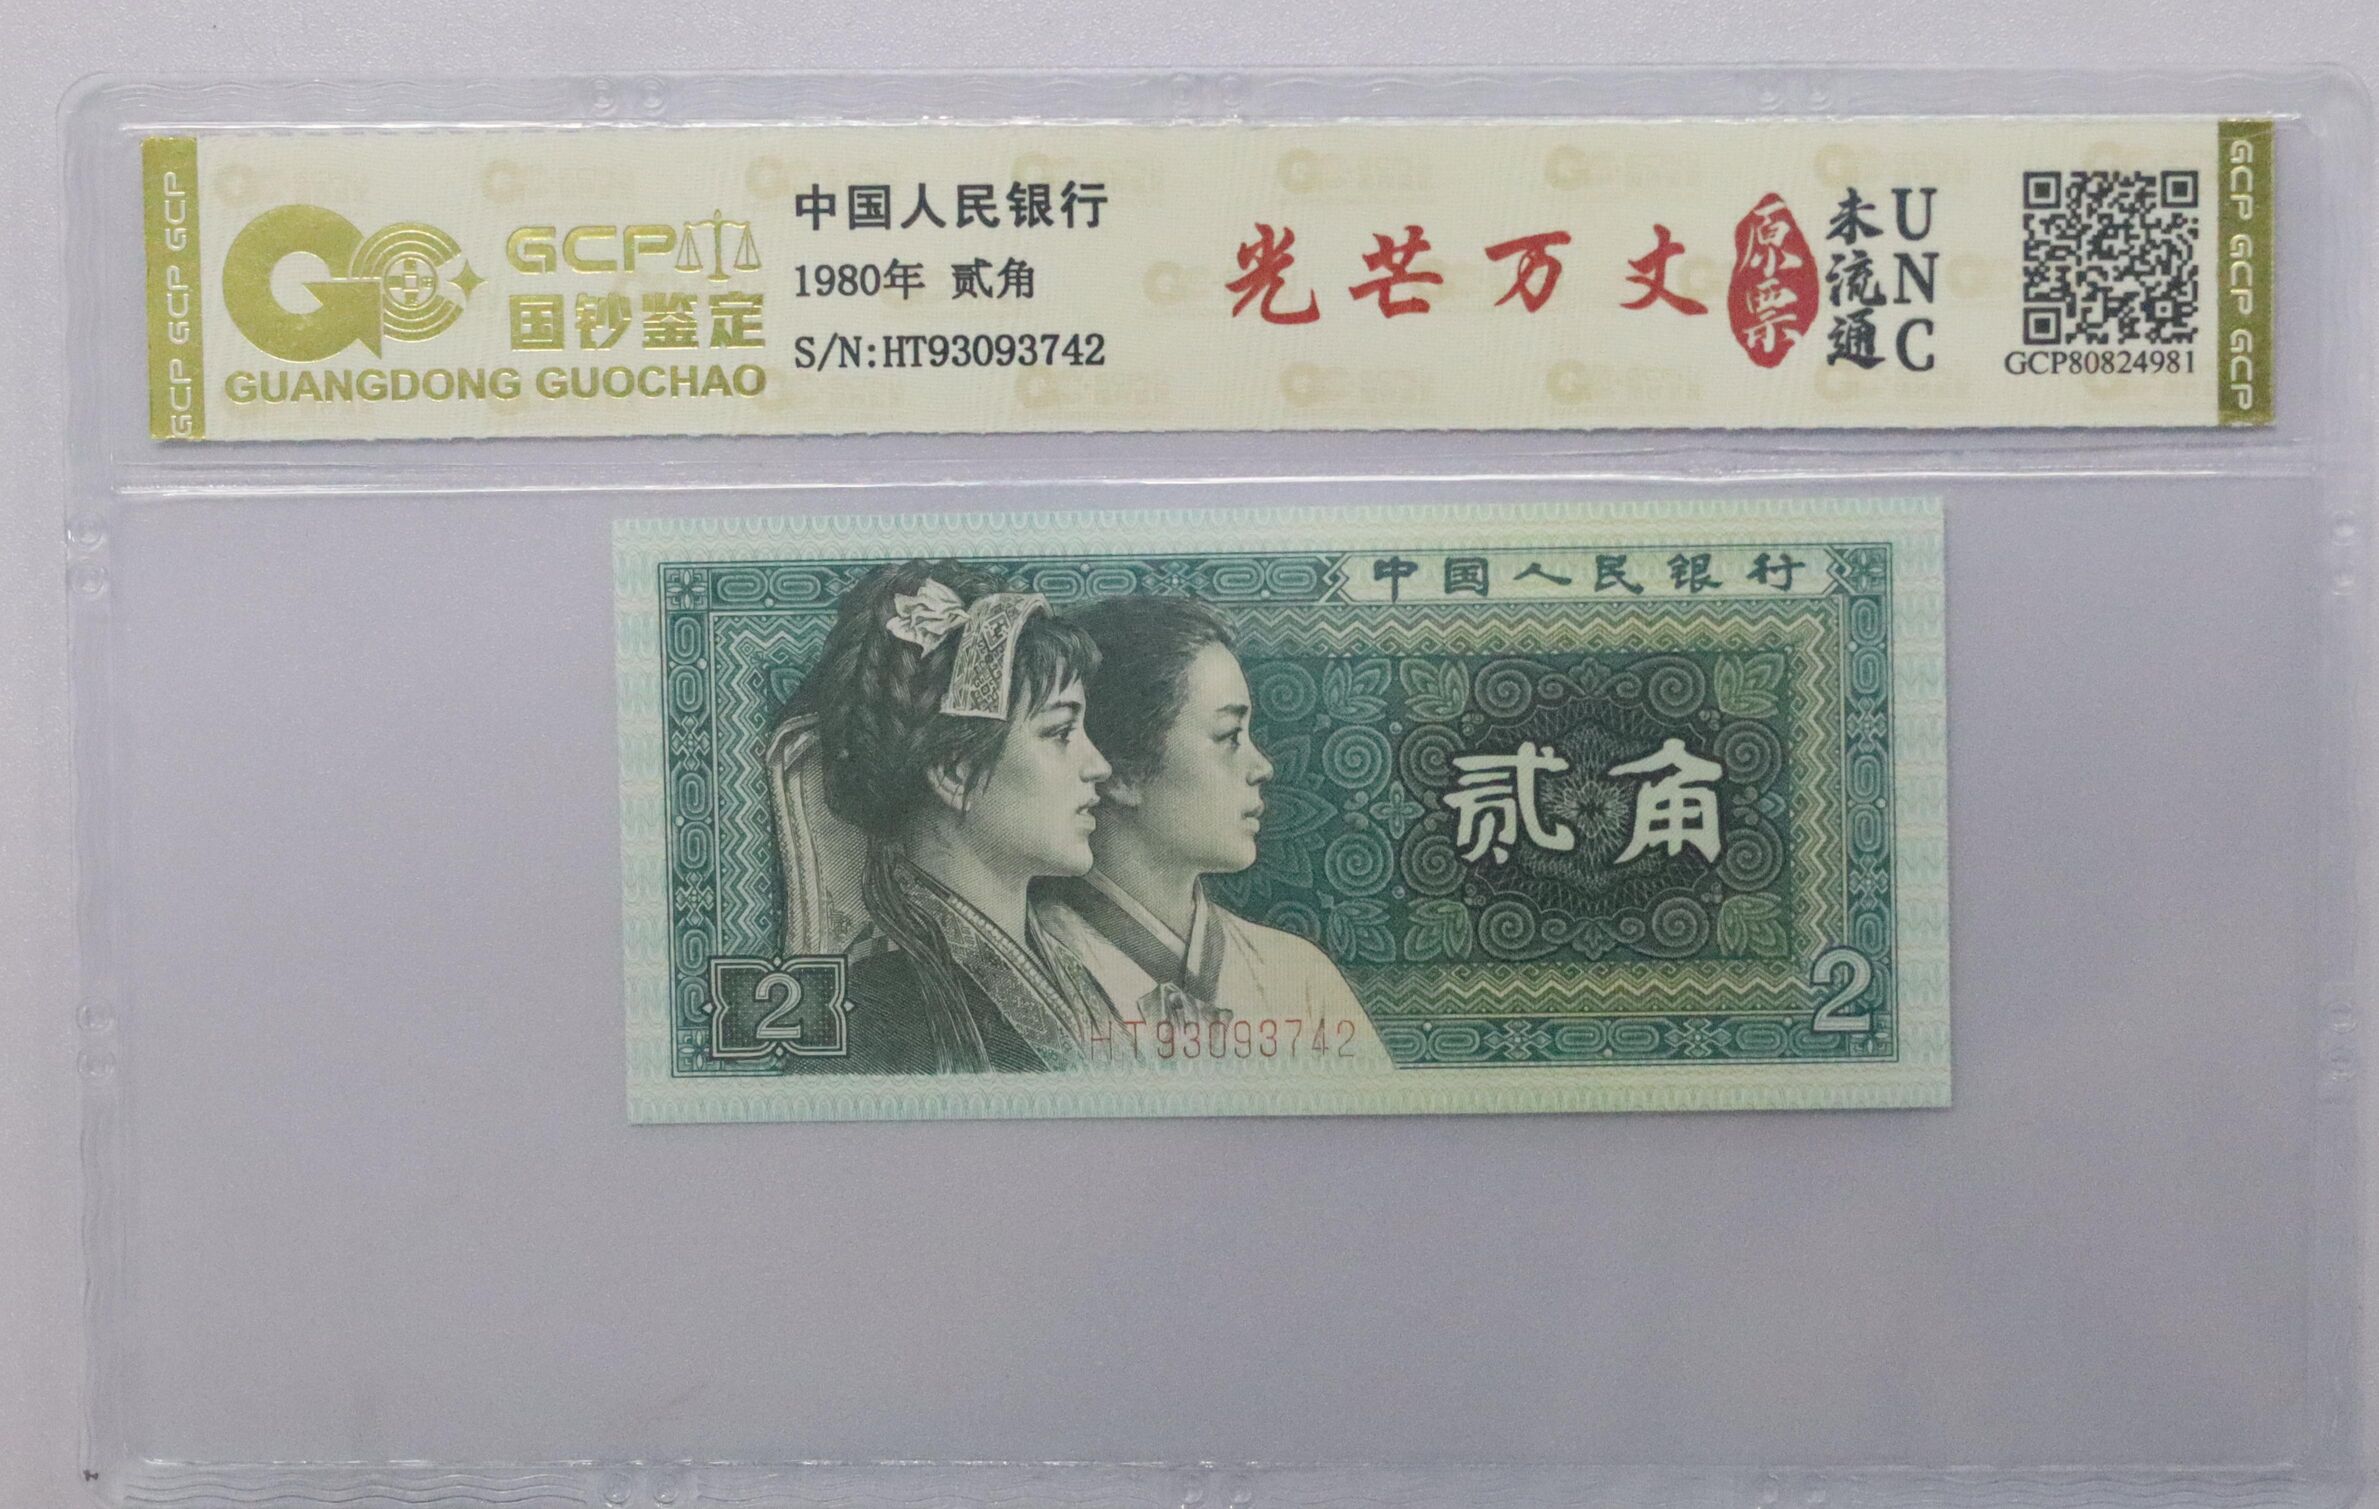 GCP GCP GCP
GCP
国钞鉴定
GUANGDONG GUOCHAO
中国人民银行
1980年 贰角
S/N:HT93093742
光芒万丈
原票
未流通
UNC
GCP80824981
GCP GCP GCP
中国人民银行
贰角
2
2
HT93093742